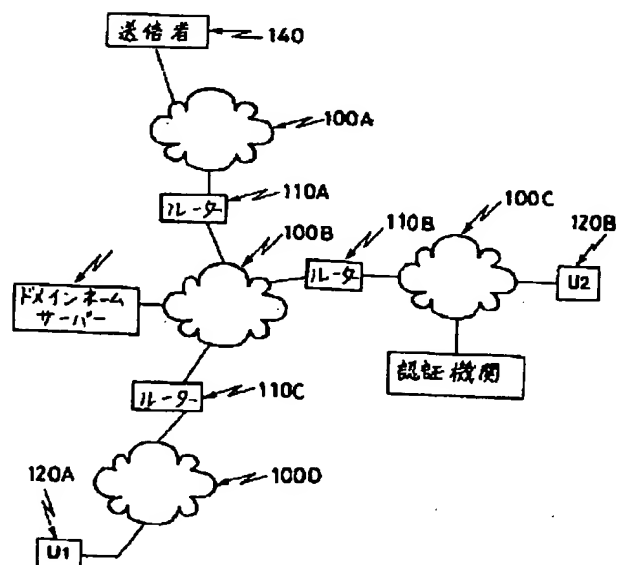 送信者
140
100A
110A
ルーター
100B
110B
100C
120B
ルーター
U2
ドメインネーム
サーバー
認証機関
ルーター
110C
120A
100D
U1